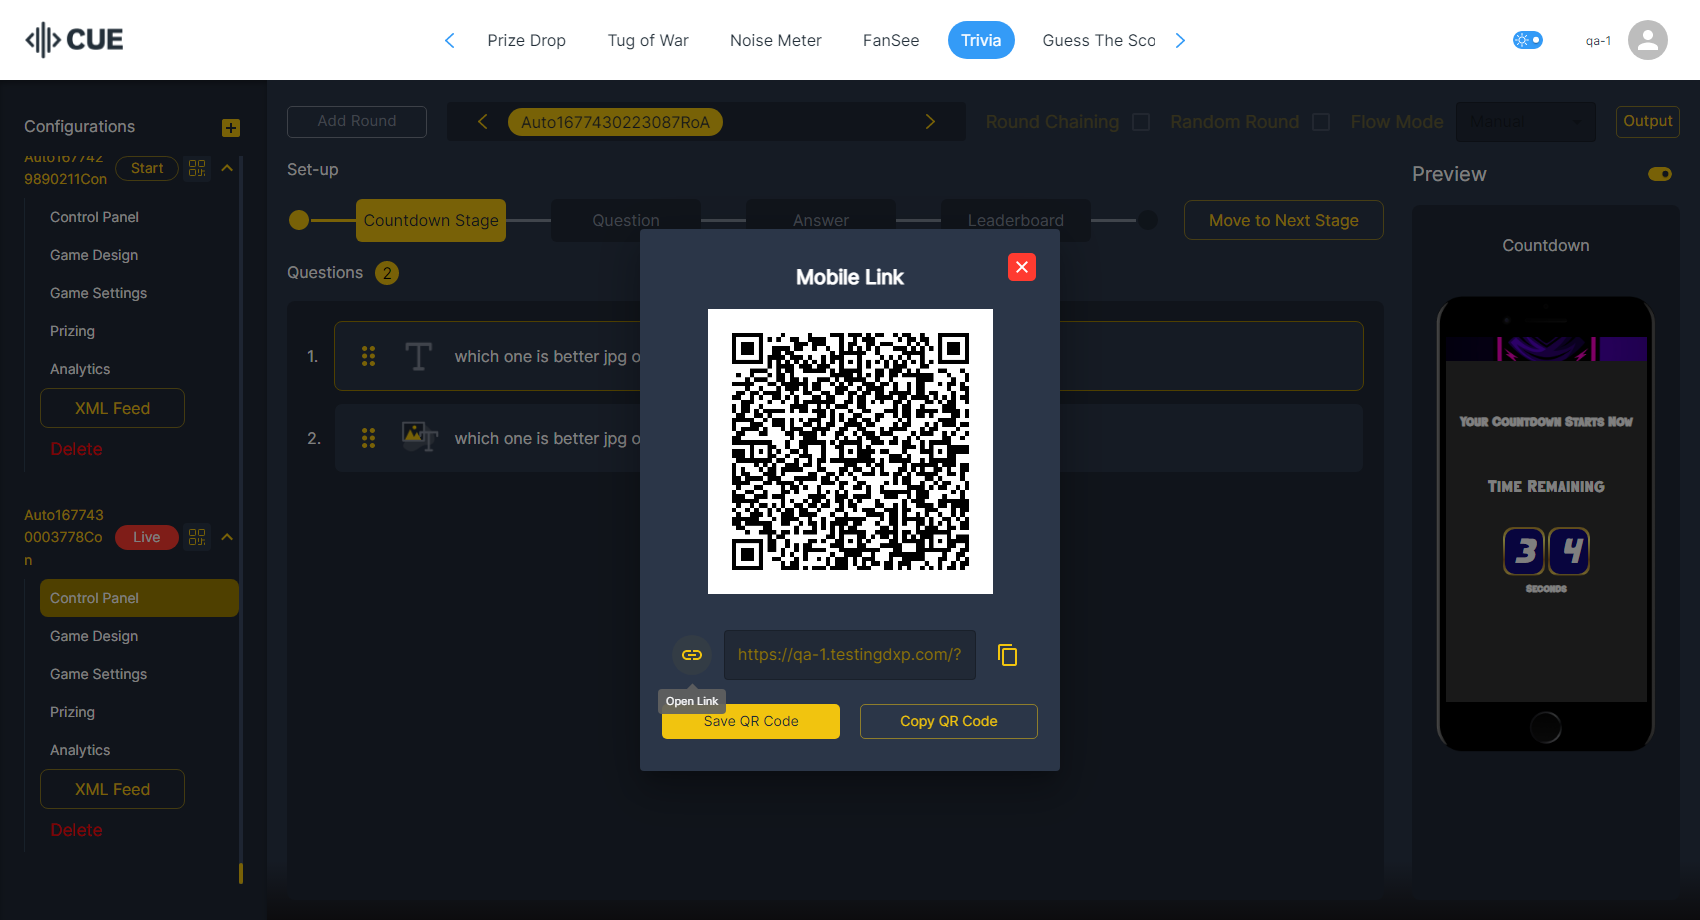 CUE
Prize Drop
Tug of War
Noise Meter
FanSee
Trivia
Guess The Sco
qa-1
Configurations
Add Round
Auto1677430223087RoA
Round Chaining
Random Round
Flow Mode
Manual
Output
Auto167742
9890211Con
Start
Control Panel
Game Design
Game Settings
Prizing
Analytics
XML Feed
Delete
Auto167743
0003778Co
n
Live
Control Panel
Game Design
Game Settings
Prizing
Analytics
XML Feed
Delete
Set-up
Countdown Stage
Question
Answer
Leaderboard
Move to Next Stage
Questions
2
1.
which one is better jpg o
2.
which one is better jpg o
Mobile Link
https://qa-1.testingdxp.com/?
Open Link
Save QR Code
Copy QR Code
Preview
Countdown
Your Countdown Starts Now
Time Remaining
3 4
Seconds